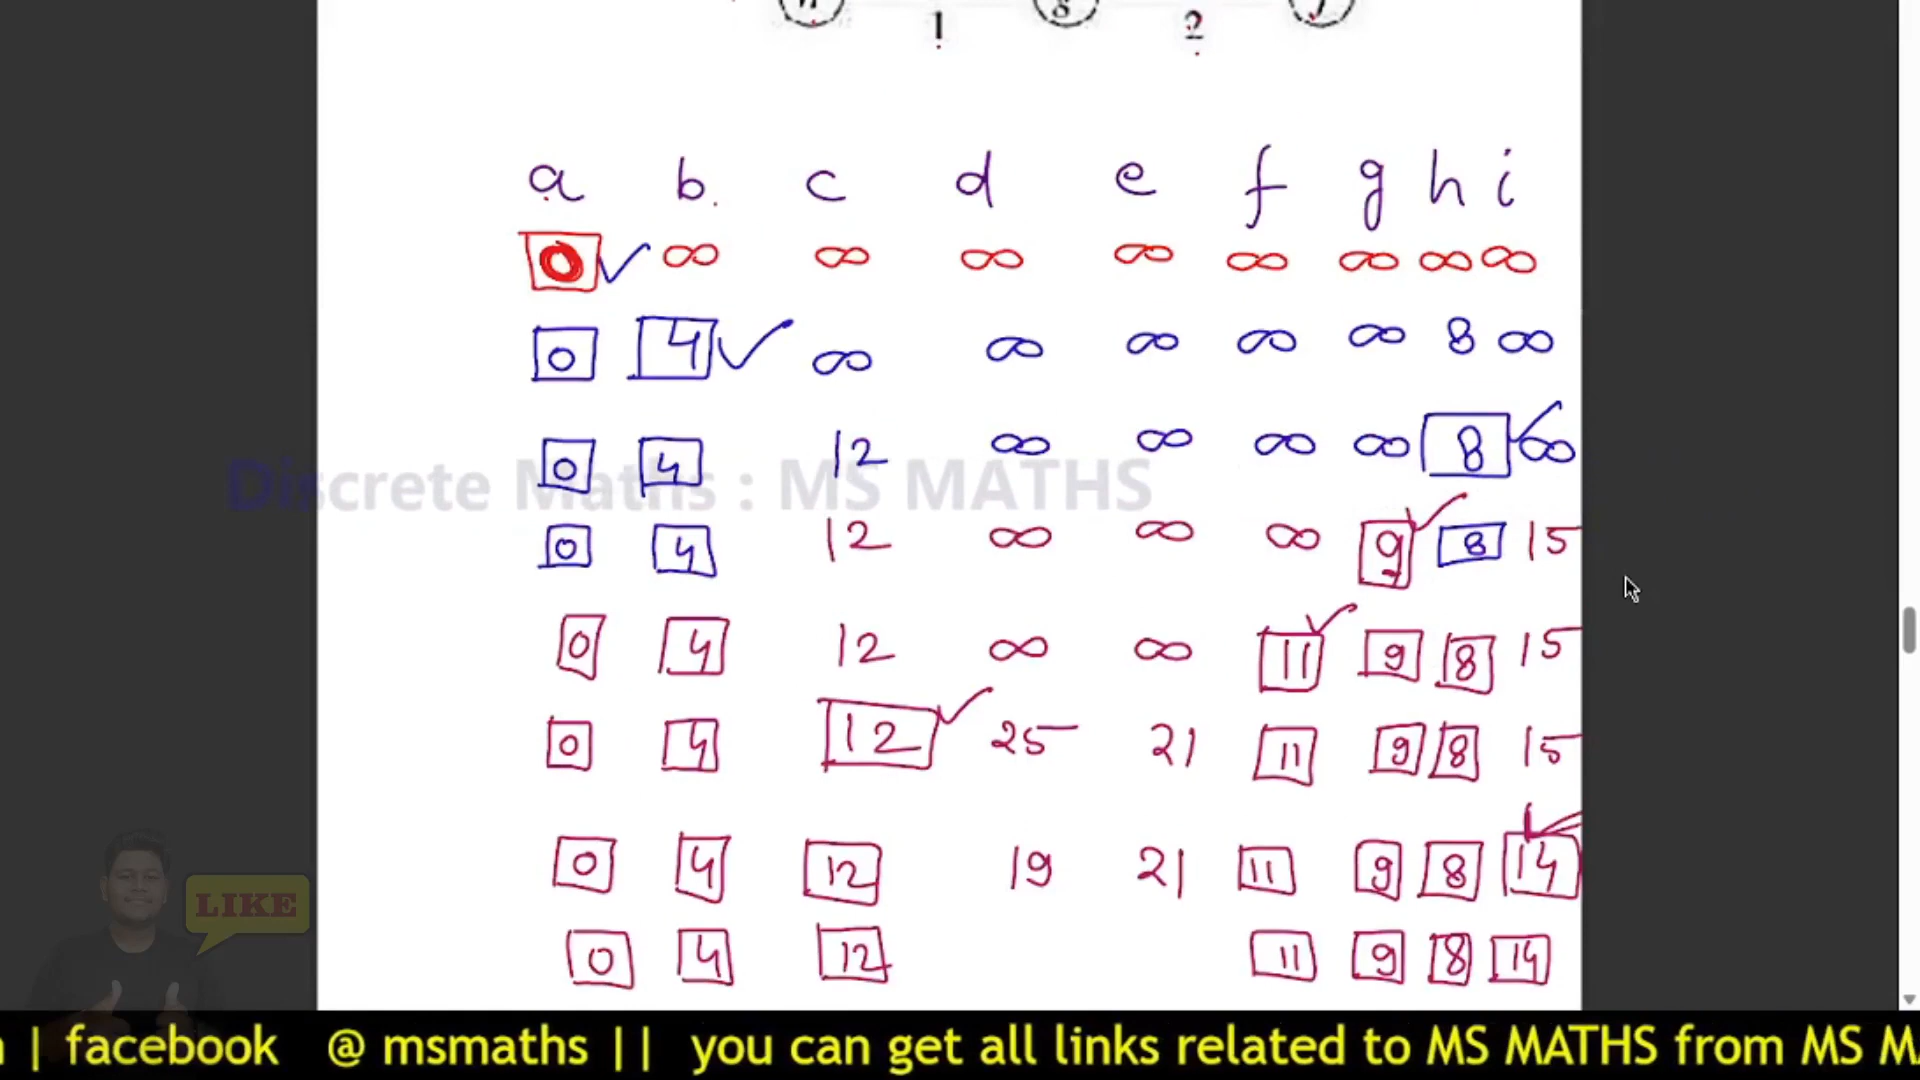 h g f
1 2
a b. c d e f g h i
0 ✓ ∞ ∞ ∞ ∞ ∞ ∞ ∞ ∞
0 4 ✓ ∞ ∞ ∞ ∞ ∞ 8 ∞
0 4 12 ∞ ∞ ∞ ∞ 8 ✓ ∞
Discrete Maths : MS MATHS
0 4 12 ∞ ∞ ∞ 9 ✓ 8 15
0 4 12 ∞ ∞ 11 ✓ 9 8 15
0 4 12 ✓ 25 21 11 9 8 15
0 4 12 19 21 11 9 8 14
LIKE
0 4 12 11 9 8 14
| facebook @ msmaths || you can get all links related to MS MATHS from MS